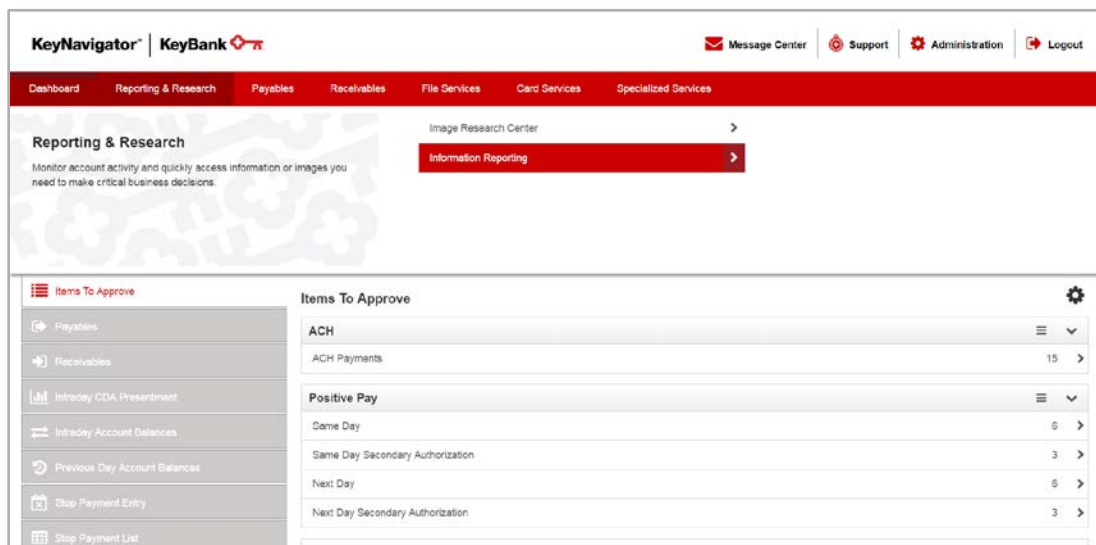 KeyNavigator | KeyBank
Message Center
Support
Administration
Logout
Dashboard
Reporting & Research
Payables
Receivables
File Services
Card Services
Specialized Services
Reporting & Research
Monitor account activity and quickly access information or images you
need to make critical business decisions.
Image Research Center
Information Reporting
Items To Approve
Payables
Receivables
Intraday CDA Presentment
Intraday Account Balances
Previous Day Account Balances
Stop Payment Entry
Stop Payment List
Items To Approve
ACH
ACH Payments 15
Positive Pay
Same Day 6
Same Day Secondary Authorization 3
Next Day 6
Next Day Secondary Authorization 3